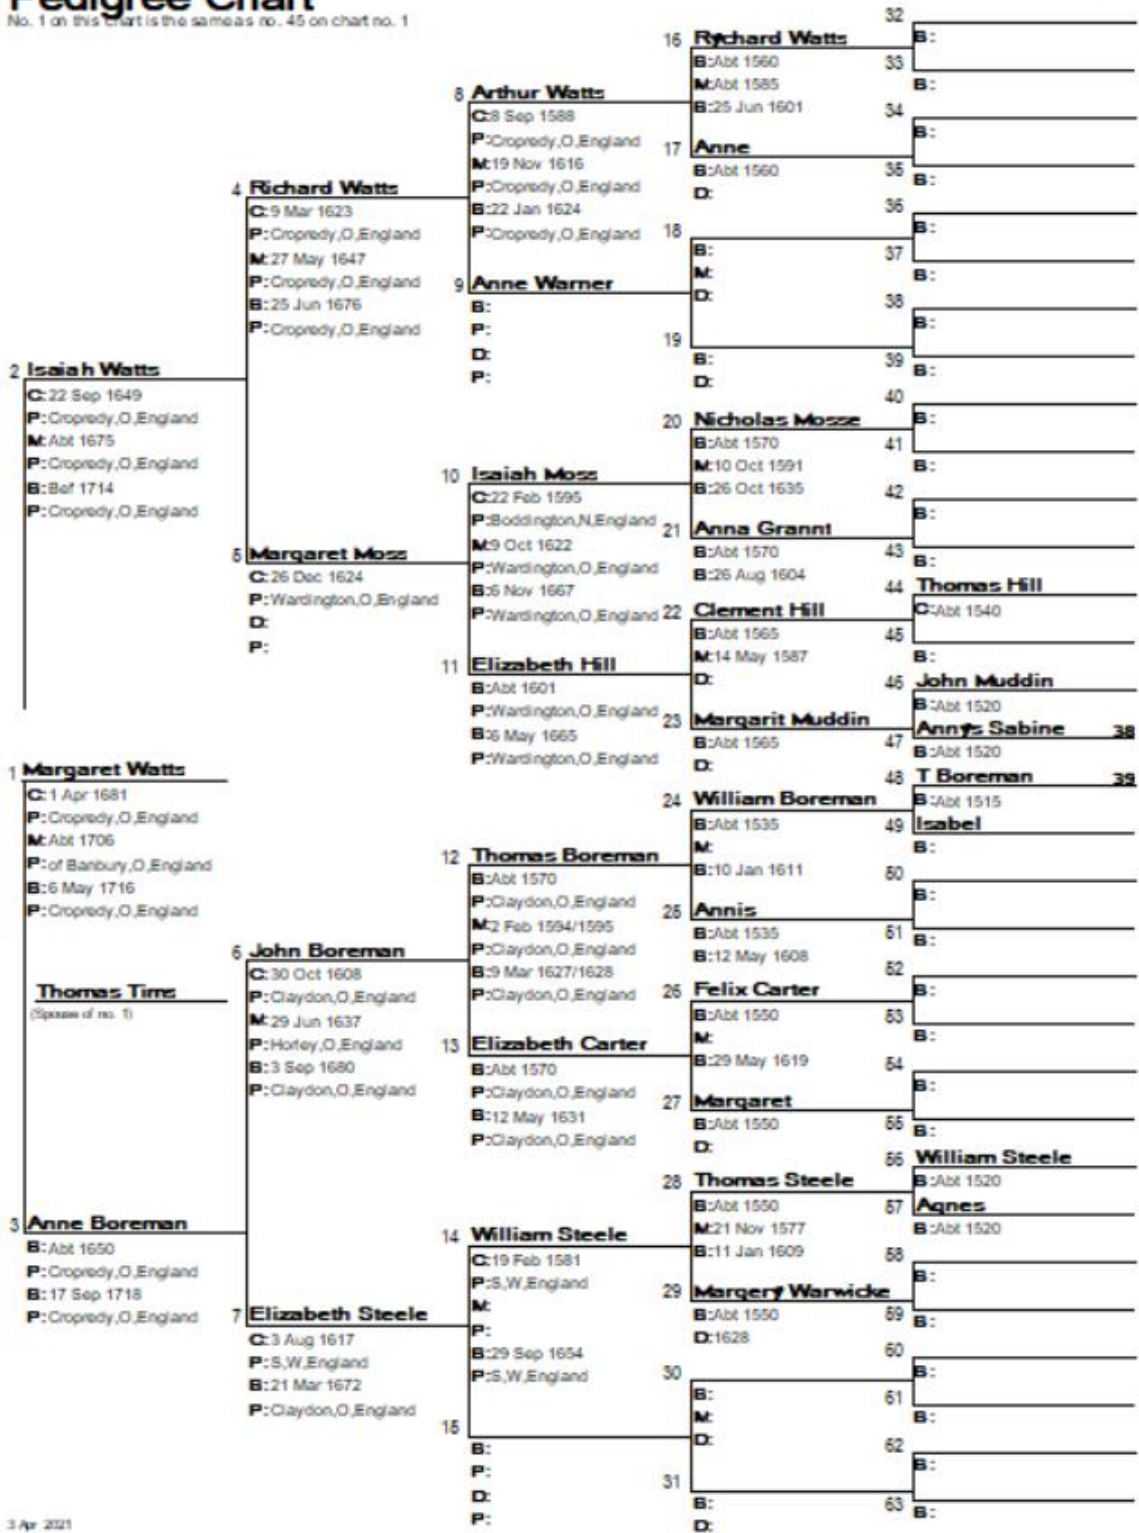 Pedigree Chart
No. 1 on this chart is the same as no. 45 on chart no. 1
2 Isaiah Watts
C: 22 Sep 1649
P: Cropredy,O,England
M: Abt 1675
P: Cropredy,O,England
B: Bef 1714
P: Cropredy,O,England
1 Margaret Watts
C: 1 Apr 1681
P: Cropredy,O,England
M: Abt 1706
P: of Banbury,O,England
B: 6 May 1716
P: Cropredy,O,England
Thomas Tims
(Spouse of no. 1)
3 Anne Boreman
B: Abt 1650
P: Cropredy,O,England
B: 17 Sep 1718
P: Cropredy,O,England
4 Richard Watts
C: 9 Mar 1623
P: Cropredy,O,England
M: 27 May 1647
P: Cropredy,O,England
B: 25 Jun 1676
P: Cropredy,O,England
5 Margaret Moss
C: 26 Dec 1624
P: Wardington,O,England
D:
P:
6 John Boreman
C: 30 Oct 1608
P: Claydon,O,England
M: 29 Jun 1637
P: Horley,O,England
B: 3 Sep 1680
P: Claydon,O,England
7 Elizabeth Steele
C: 3 Aug 1617
P: S,W,England
B: 21 Mar 1672
P: Claydon,O,England
8 Arthur Watts
C: 8 Sep 1588
P: Cropredy,O,England
M: 19 Nov 1616
P: Cropredy,O,England
B: 22 Jan 1624
P: Cropredy,O,England
9 Anne Warner
B:
P:
D:
P:
10 Isaiah Moss
C: 22 Feb 1595
P: Boddington,N,England
M: 9 Oct 1622
P: Wardington,O,England
B: 6 Nov 1667
P: Wardington,O,England
11 Elizabeth Hill
B: Abt 1601
P: Wardington,O,England
B: 6 May 1665
P: Wardington,O,England
12 Thomas Boreman
B: Abt 1570
P: Claydon,O,England
M: 2 Feb 1594/1595
P: Claydon,O,England
B: 9 Mar 1627/1628
P: Claydon,O,England
13 Elizabeth Carter
B: Abt 1570
P: Claydon,O,England
B: 12 May 1631
P: Claydon,O,England
14 William Steele
C: 19 Feb 1581
P: S,W,England
M:
P:
B: 29 Sep 1654
P: S,W,England
15
B:
P:
D:
P:
16 Rychard Watts
B: Abt 1560
M: Abt 1585
B: 25 Jun 1601
17 Anne
B: Abt 1560
D:
18
B:
M:
D:
19
B:
D:
20 Nicholas Mosse
B: Abt 1570
M: 10 Oct 1591
B: 26 Oct 1635
21 Anna Grannt
B: Abt 1570
B: 26 Aug 1604
22 Clement Hill
B: Abt 1565
M: 14 May 1587
D:
23 Margarit Muddin
B: Abt 1565
D:
24 William Boreman
B: Abt 1535
M:
B: 10 Jan 1611
25 Annis
B: Abt 1535
B: 12 May 1608
26 Felix Carter
B: Abt 1550
M:
B: 29 May 1619
27 Margaret
B: Abt 1550
D:
28 Thomas Steele
B: Abt 1550
M: 21 Nov 1577
B: 11 Jan 1609
29 Margery Warwicke
B: Abt 1550
D: 1628
30
B:
M:
D:
31
B:
D:
32
B:
33
B:
34
B:
35
B:
36
B:
37
B:
38
B:
39
B:
40
B:
41
B:
42
B:
43
B:
44 Thomas Hill
C: Abt 1540
45
B:
46 John Muddin
B: Abt 1520
47 Annys Sabine 38
B: Abt 1520
48 T Boreman 39
B: Abt 1515
49 Isabel
B:
50
B:
51
B:
52
B:
53
B:
54
B:
55
B:
56 William Steele
B: Abt 1520
57 Agnes
B: Abt 1520
58
B:
59
B:
60
B:
61
B:
62
B:
63
B:
3 Apr 2021